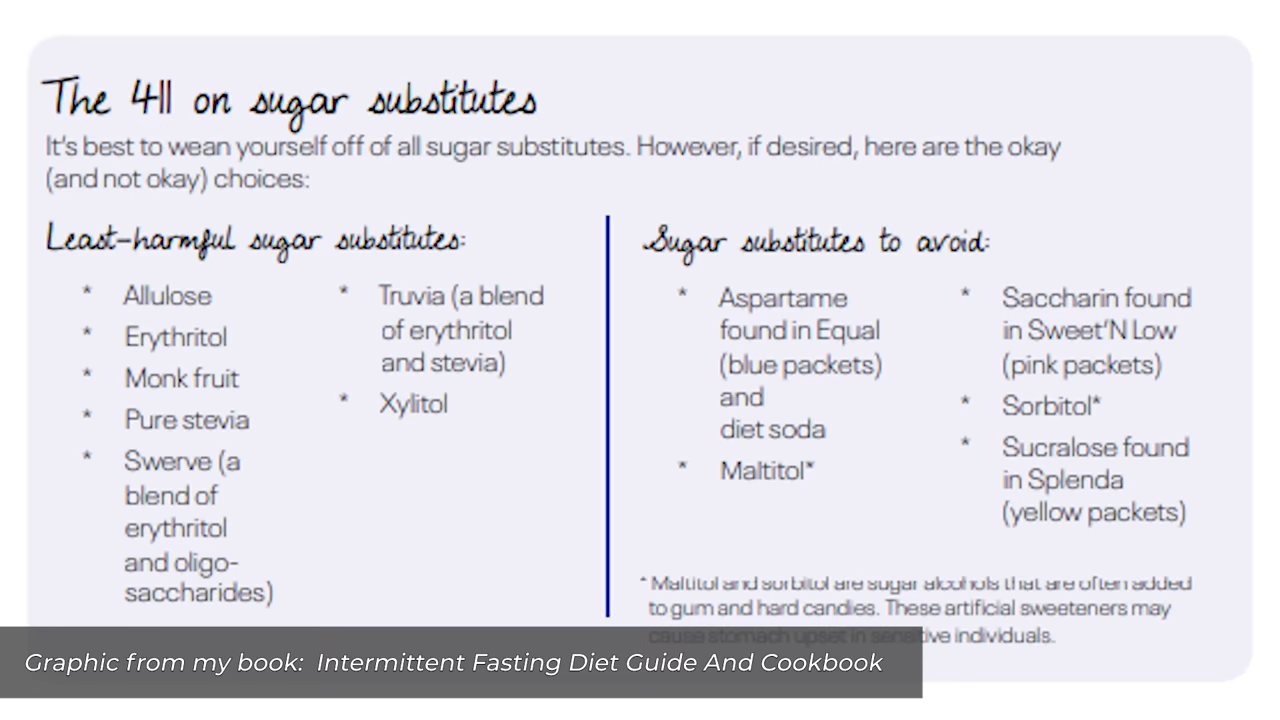 The 411 on sugar substitutes
It's best to wean yourself off of all sugar substitutes. However, if desired, here are the okay
(and not okay) choices:
Least-harmful sugar substitutes:
* Allulose
* Erythritol
* Monk fruit
* Pure stevia
* Swerve (a
blend of
erythritol
and oligo-
saccharides)
* Truvia (a blend
of erythritol
and stevia)
* Xylitol
Sugar substitutes to avoid:
* Aspartame
found in Equal
(blue packets)
and
diet soda
* Maltitol*
* Saccharin found
in Sweet'N Low
(pink packets)
* Sorbitol*
* Sucralose found
in Splenda
(yellow packets)
* Maltitol and sorbitol are sugar alcohols that are often added
to gum and hard candies. These artificial sweeteners may
cause stomach upset in sensitive individuals.
Graphic from my book: Intermittent Fasting Diet Guide And Cookbook